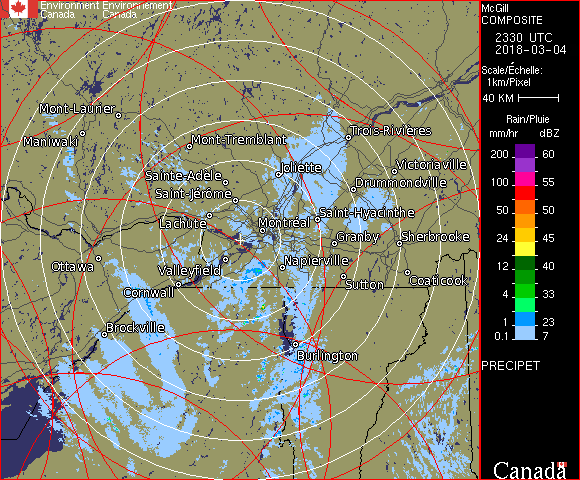 Environment Environnement
Canada Canada
McGill
COMPOSITE
2330 UTC
2018-03-04
Scale/Échelle:
1km/Pixel
40 KM
Rain/Pluie
mm/hr dBZ
200 60
100 55
50 50
24 45
12 40
4 33
1 23
0.1 7
PRECIPET
Canada
Mont-Laurier
Maniwaki
Mont-Tremblant
Trois-Rivières
Joliette
Victoriaville
Sainte-Adèle
Drummondville
Saint-Jérôme
Saint-Hyacinthe
Lachute
Montréal
Granby
Sherbrooke
Ottawa
Valleyfield
Napierville
Cornwall
Sutton
Coaticook
Brockville
Burlington